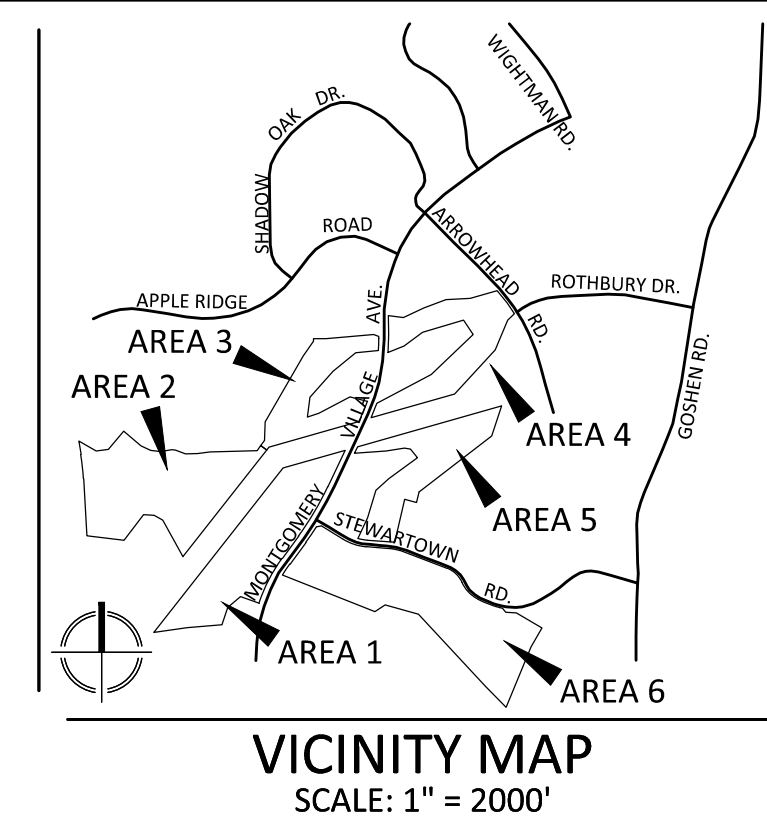 WIGHTMAN RD.
SHADOW OAK DR.
APPLE RIDGE ROAD
ARROWHEAD RD.
ROTHBURY DR.
GOSHEN RD.
MONTGOMERY VILLAGE AVE.
AREA 3
AREA 2
AREA 4
AREA 5
STEWARTOWN RD.
AREA 1
AREA 6
VICINITY MAP
SCALE: 1" = 2000'